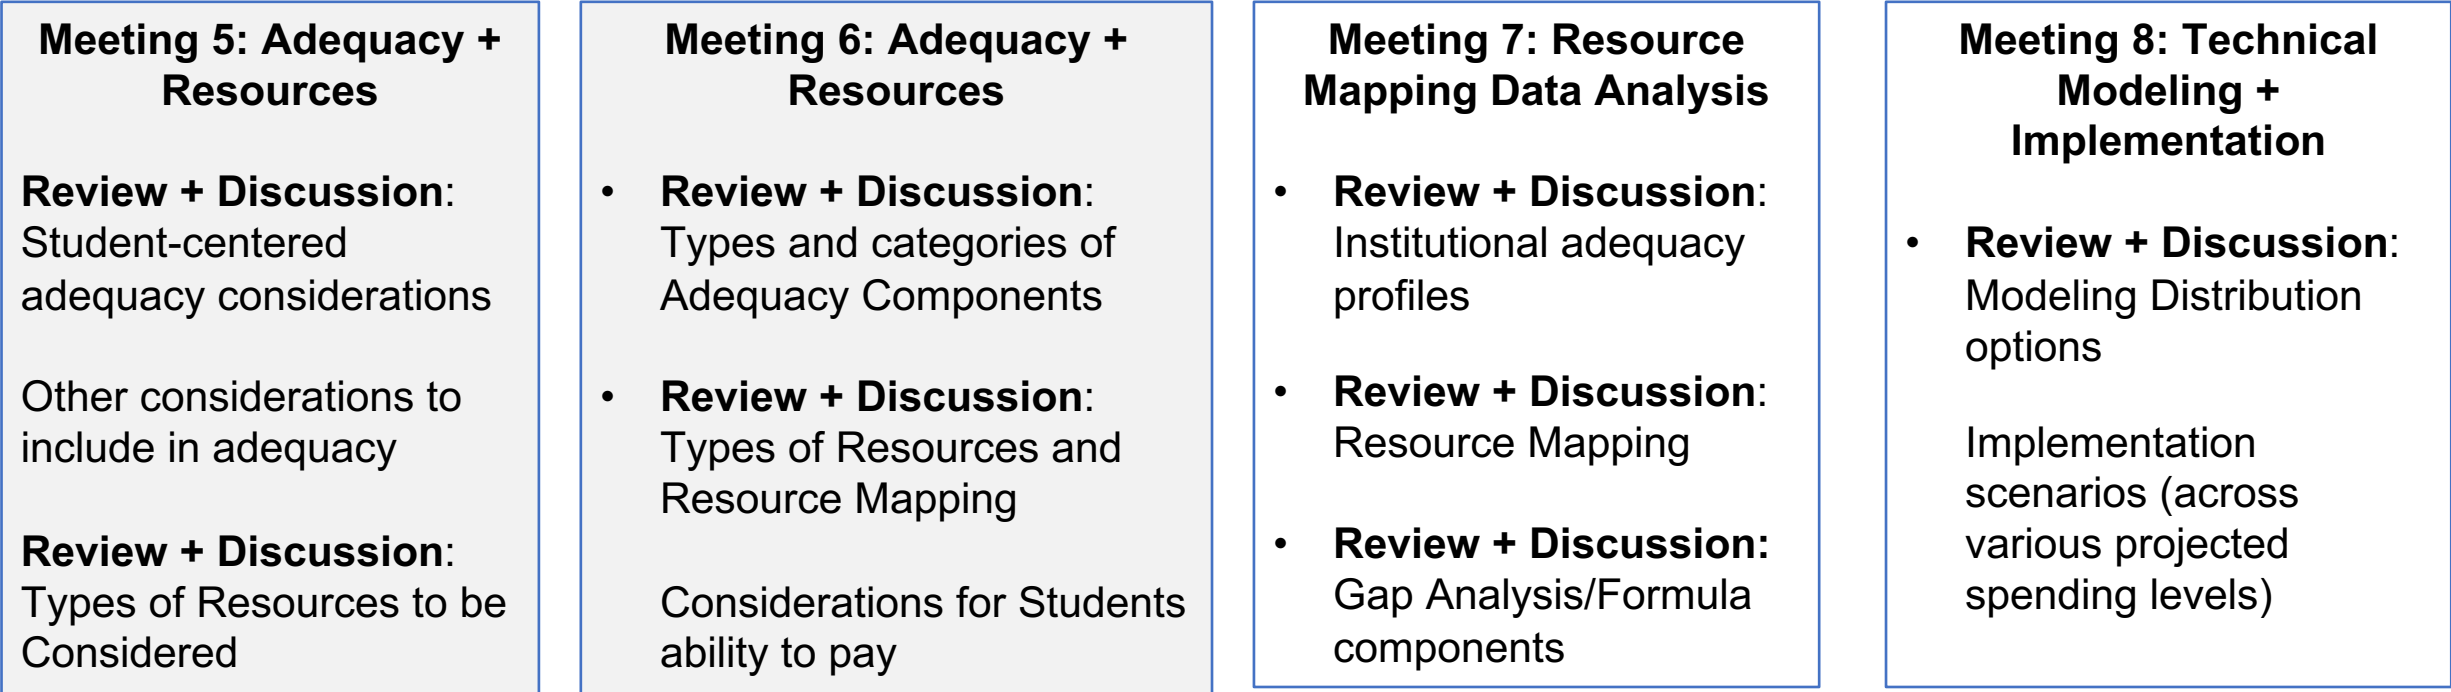 Meeting 5: Adequacy +
Resources
Review + Discussion:
Student-centered
adequacy considerations
Other considerations to
include in adequacy
Review + Discussion:
Types of Resources to be
Considered
Meeting 6: Adequacy +
Resources
• Review + Discussion:
Types and categories of
Adequacy Components
• Review + Discussion:
Types of Resources and
Resource Mapping
Considerations for Students
ability to pay
Meeting 7: Resource
Mapping Data Analysis
• Review + Discussion:
Institutional adequacy
profiles
• Review + Discussion:
Resource Mapping
• Review + Discussion:
Gap Analysis/Formula
components
Meeting 8: Technical
Modeling +
Implementation
• Review + Discussion:
Modeling Distribution
options
Implementation
scenarios (across
various projected
spending levels)